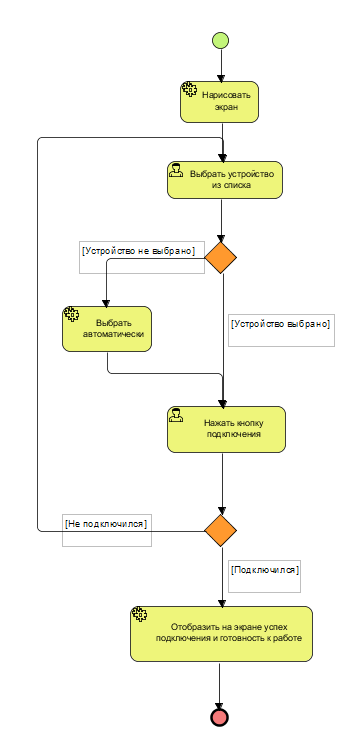 Нарисовать
экран
Выбрать устройство
из списка
[Устройство не выбрано]
Выбрать
автоматически
[Устройство выбрано]
Нажать кнопку
подключения
[Не подключился]
[Подключился]
Отобразить на экране успех
подключения и готовность к работе